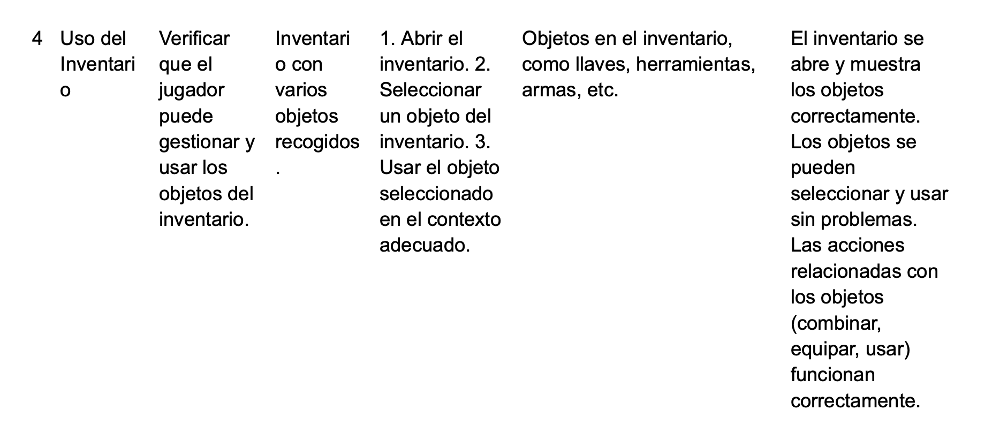 4
Uso del
Inventari
o
Verificar
que el
jugador
puede
gestionar y
usar los
objetos del
inventario.
Inventari
o con
varios
objetos
recogidos
.
1. Abrir el
inventario. 2.
Seleccionar
un objeto del
inventario. 3.
Usar el objeto
seleccionado
en el contexto
adecuado.
Objetos en el inventario,
como llaves, herramientas,
armas, etc.
El inventario se
abre y muestra
los objetos
correctamente.
Los objetos se
pueden
seleccionar y usar
sin problemas.
Las acciones
relacionadas con
los objetos
(combinar,
equipar, usar)
funcionan
correctamente.